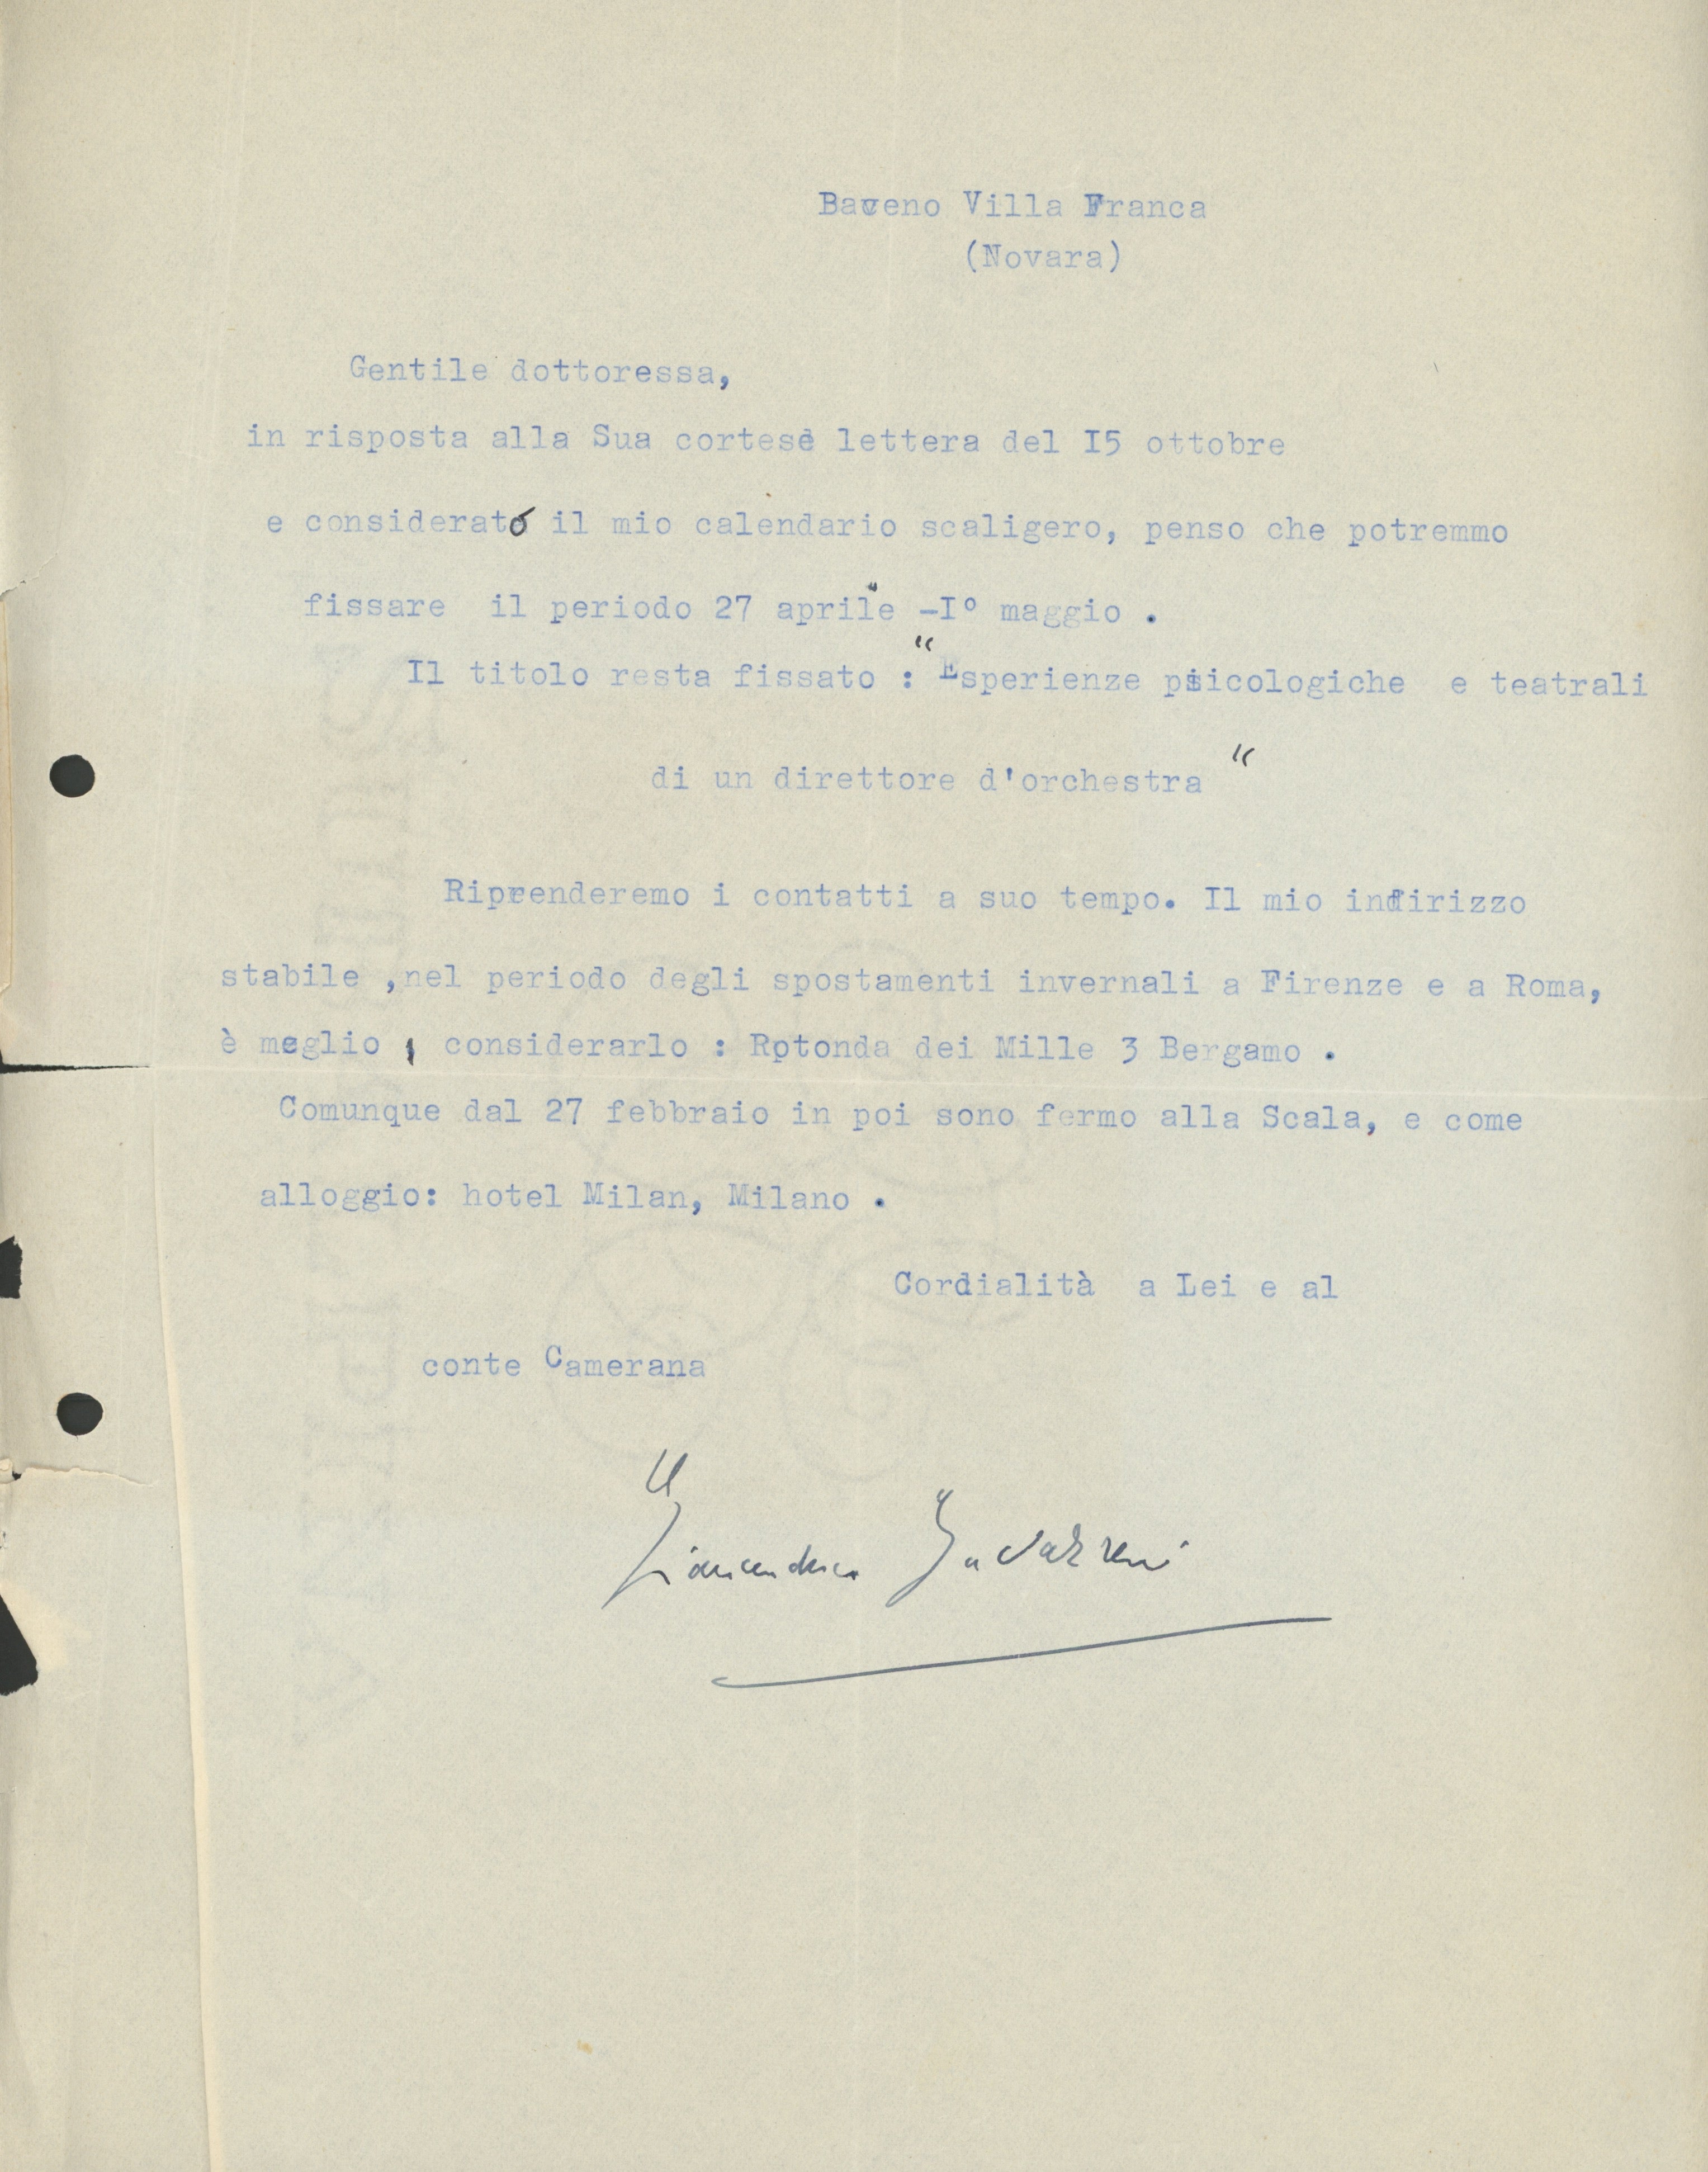 Baveno Villa Franca
(Novara)
Gentile dottoressa,
in risposta alla Sua cortese lettera del I5 ottobre
e considerato il mio calendario scaligero, penso che potremmo
fissare il periodo 27 aprile -I° maggio .
Il titolo resta fissato : "Esperienze psicologiche e teatrali
di un direttore d'orchestra "
Riprenderemo i contatti a suo tempo. Il mio indirizzo
stabile ,nel periodo degli spostamenti invernali a Firenze e a Roma,
è meglio , considerarlo : Rotonda dei Mille 3 Bergamo .
Comunque dal 27 febbraio in poi sono fermo alla Scala, e come
alloggio: hotel Milan, Milano .
Cordialità a Lei e al
conte Camerana
Gianandrea Gavazzeni